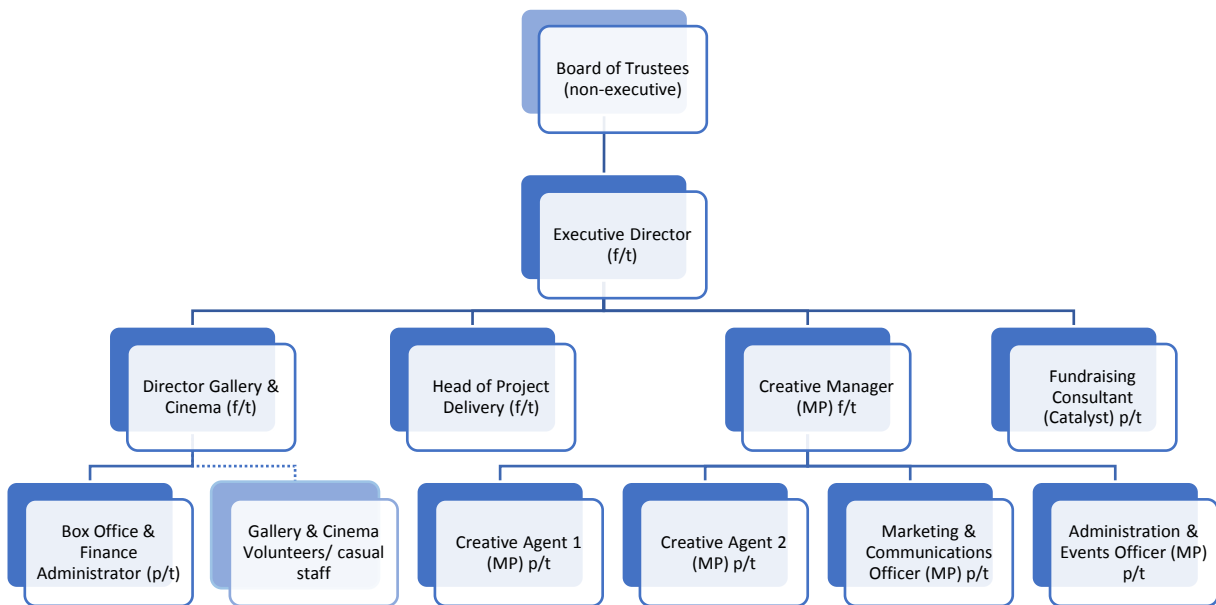 Board of Trustees
(non-executive)
Executive Director
(f/t)
Director Gallery &
Cinema (f/t)
Head of Project
Delivery (f/t)
Creative Manager
(MP) f/t
Fundraising
Consultant
(Catalyst) p/t
Box Office &
Finance
Administrator (p/t)
Gallery & Cinema
Volunteers/ casual
staff
Creative Agent 1
(MP) p/t
Creative Agent 2
(MP) p/t
Marketing &
Communications
Officer (MP) p/t
Administration &
Events Officer (MP)
p/t